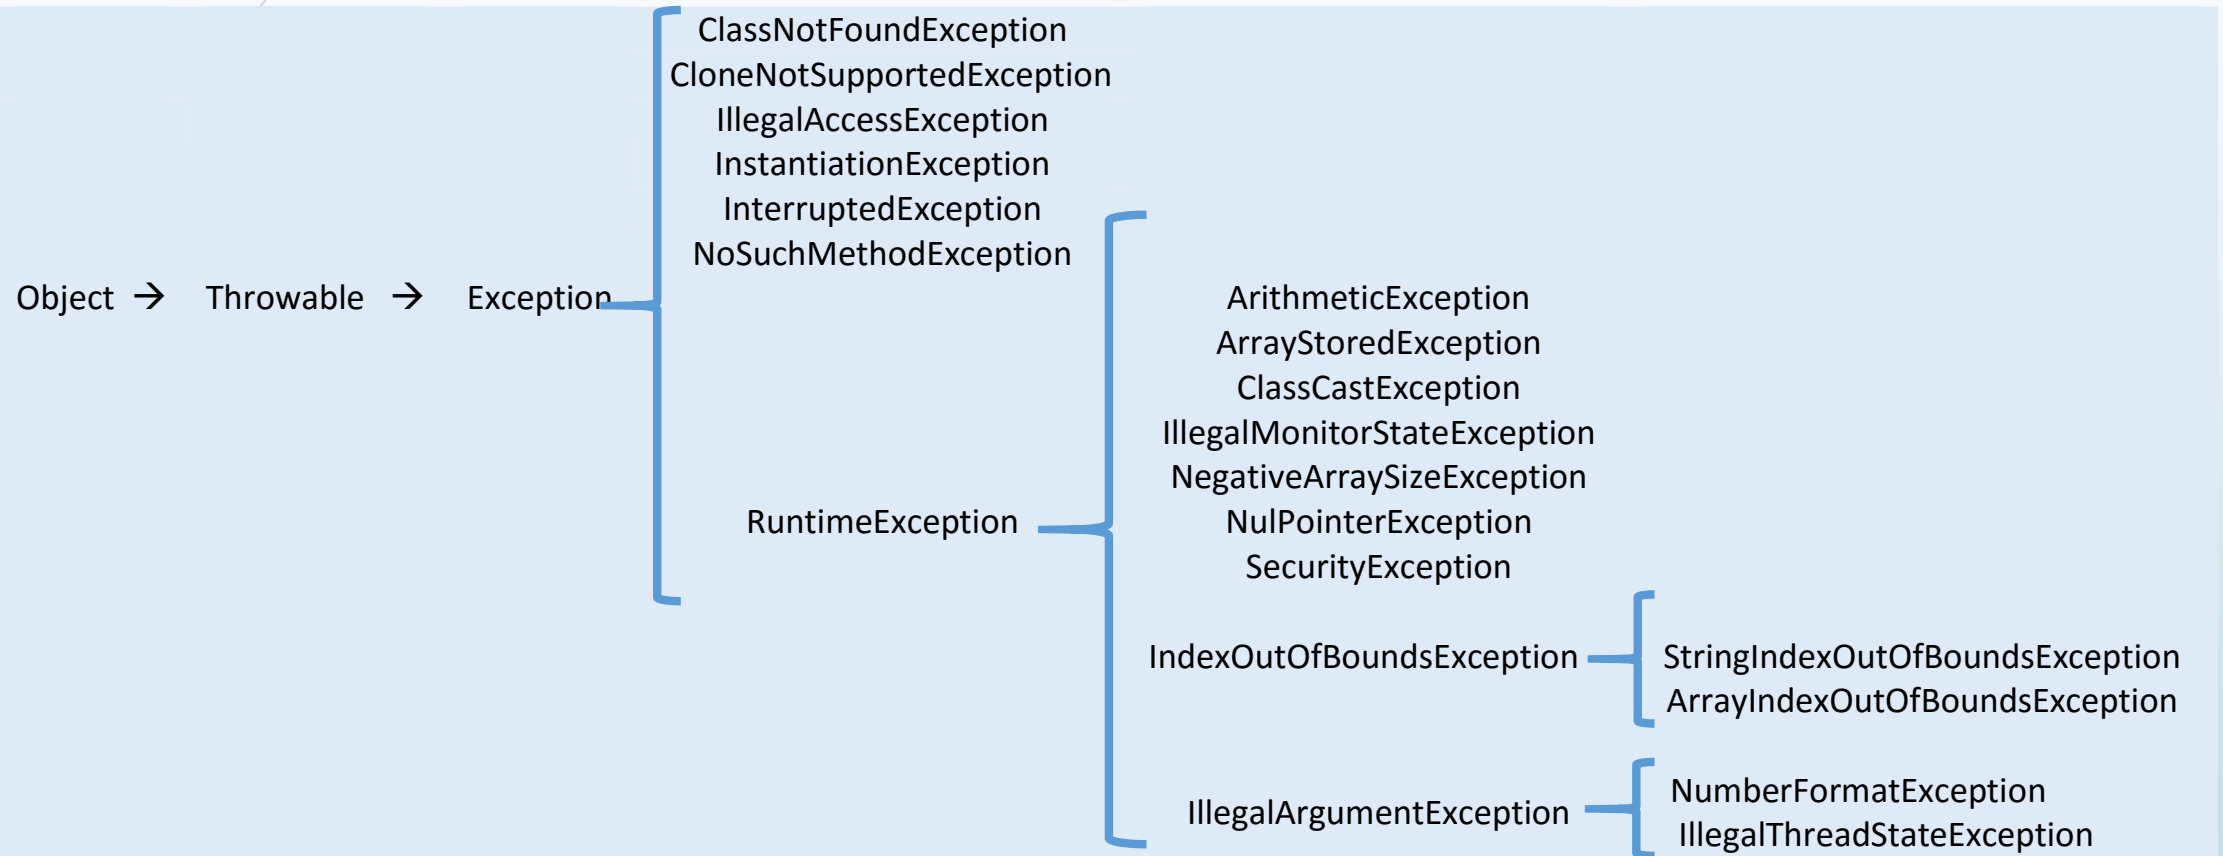 ClassNotFoundException
CloneNotSupportedException
IllegalAccessException
InstantiationException
InterruptedException
NoSuchMethodException
Object → Throwable → Exception
RuntimeException
ArithmeticException
ArrayStoredException
ClassCastException
IllegalMonitorStateException
NegativeArraySizeException
NulPointerException
SecurityException
IndexOutOfBoundsException
StringIndexOutOfBoundsException
ArrayIndexOutOfBoundsException
IllegalArgumentException
NumberFormatException
IllegalThreadStateException